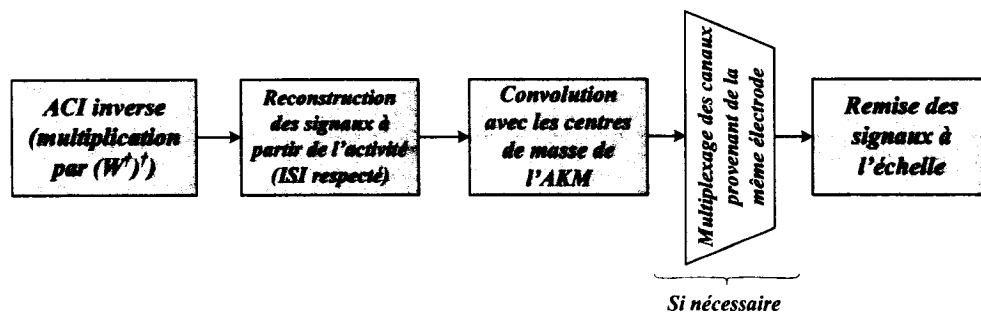 ACI inverse
(multiplication
par (W†)†)
Reconstruction
des signaux à
partir de l'activité
(ISI respecté)
Convolution
avec les centres
de masse de
l'AKM
Multiplexage des canaux
provenant de la
même électrode
Remise des
signaux à
l'échelle
Si nécessaire